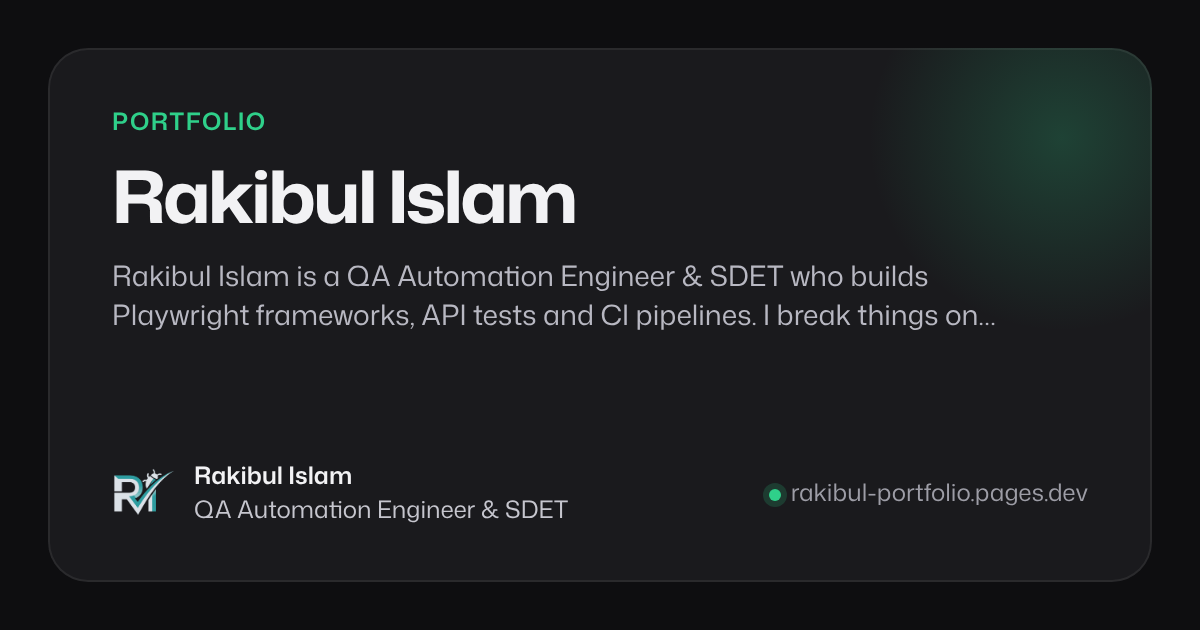 PORTFOLIO
Rakibul Islam
Rakibul Islam is a QA Automation Engineer & SDET who builds
Playwright frameworks, API tests and CI pipelines. I break things on...
Rakibul Islam
QA Automation Engineer & SDET
rakibul-portfolio.pages.dev